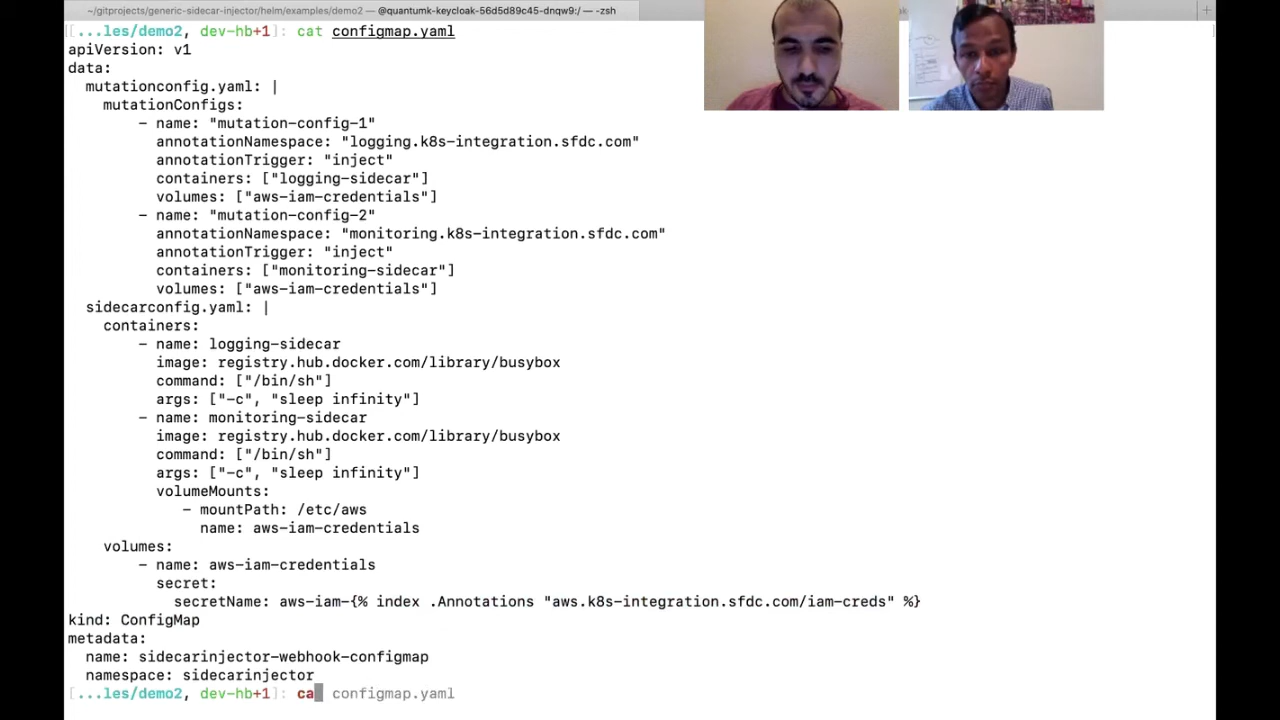 ~/gitprojects/generic-sidecar-injector/helm/examples/demo2 — @quantumk-keycloak-56d5d89c45-dnqw9:/ — -zsh
[...les/demo2, dev-hb+1]: cat configmap.yaml
apiVersion: v1
data:
  mutationconfig.yaml: |
    mutationConfigs:
        - name: "mutation-config-1"
          annotationNamespace: "logging.k8s-integration.sfdc.com"
          annotationTrigger: "inject"
          containers: ["logging-sidecar"]
          volumes: ["aws-iam-credentials"]
        - name: "mutation-config-2"
          annotationNamespace: "monitoring.k8s-integration.sfdc.com"
          annotationTrigger: "inject"
          containers: ["monitoring-sidecar"]
          volumes: ["aws-iam-credentials"]
  sidecarconfig.yaml: |
    containers:
        - name: logging-sidecar
          image: registry.hub.docker.com/library/busybox
          command: ["/bin/sh"]
          args: ["-c", "sleep infinity"]
        - name: monitoring-sidecar
          image: registry.hub.docker.com/library/busybox
          command: ["/bin/sh"]
          args: ["-c", "sleep infinity"]
          volumeMounts:
             - mountPath: /etc/aws
               name: aws-iam-credentials
    volumes:
        - name: aws-iam-credentials
          secret:
            secretName: aws-iam-{% index .Annotations "aws.k8s-integration.sfdc.com/iam-creds" %}
kind: ConfigMap
metadata:
  name: sidecarinjector-webhook-configmap
  namespace: sidecarinjector
[...les/demo2, dev-hb+1]: ca configmap.yaml